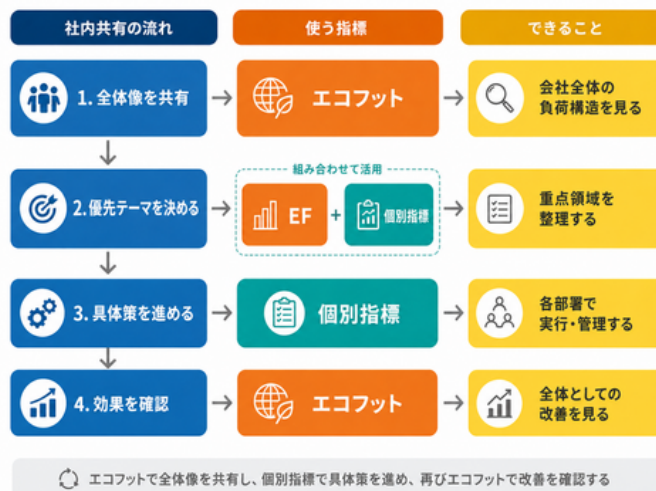 社内共有の流れ
使う指標
できること
1. 全体像を共有
エコフット
会社全体の
負荷構造を見る
組み合わせて活用
2. 優先テーマを決める
EF + 個別指標
重点領域を
整理する
3. 具体策を進める
個別指標
各部署で
実行・管理する
4. 効果を確認
エコフット
全体としての
改善を見る
エコフットで全体像を共有し、個別指標で具体策を進め、再びエコフットで改善を確認する